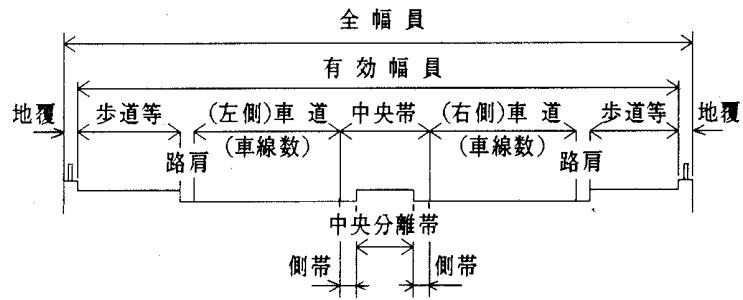 全幅員
有効幅員
地覆 歩道等 (左側)車道 中央帯 (右側)車道 歩道等 地覆
路肩 (車線数) (車線数) 路肩
中央分離帯
側帯 側帯